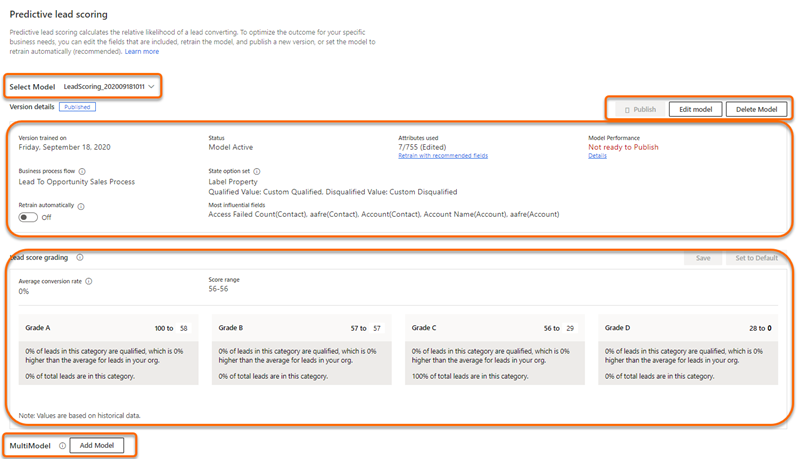 Predictive lead scoring
Predictive lead scoring calculates the relative likelihood of a lead converting. To optimize the outcome for your specific
business needs, you can edit the fields that are included, retrain the model, and publish a new version, or set the model to
retrain automatically (recommended). Learn more
Select Model LeadScoring_202009181011
Version details Published
Publish Edit model Delete Model
Version trained on Status Attributes used Model Performance
Friday, September 18, 2020 Model Active 7/755 (Edited) Not ready to Publish
Retrain with recommended fields Details
Business process flow State option set
Lead To Opportunity Sales Process Label Property
Qualified Value: Custom Qualified, Disqualified Value: Custom Disqualified
Retrain automatically Most influential fields
Off Access Failed Count(Contact), aafre(Contact), Account(Contact), Account Name(Account), aafre(Account)
Lead score grading Save Set to Default
Average conversion rate Score range
0% 56-56
Grade A 100 to 58 Grade B 57 to 57 Grade C 56 to 29 Grade D 28 to 0
0% of leads in this category are qualified, which is 0% 0% of leads in this category are qualified, which is 0% 0% of leads in this category are qualified, which is 0% 0% of leads in this category are qualified, which is 0%
higher than the average for leads in your org. higher than the average for leads in your org. higher than the average for leads in your org. higher than the average for leads in your org.
0% of total leads are in this category. 0% of total leads are in this category. 100% of total leads are in this category. 0% of total leads are in this category.
Note: Values are based on historical data.
MultiModel Add Model